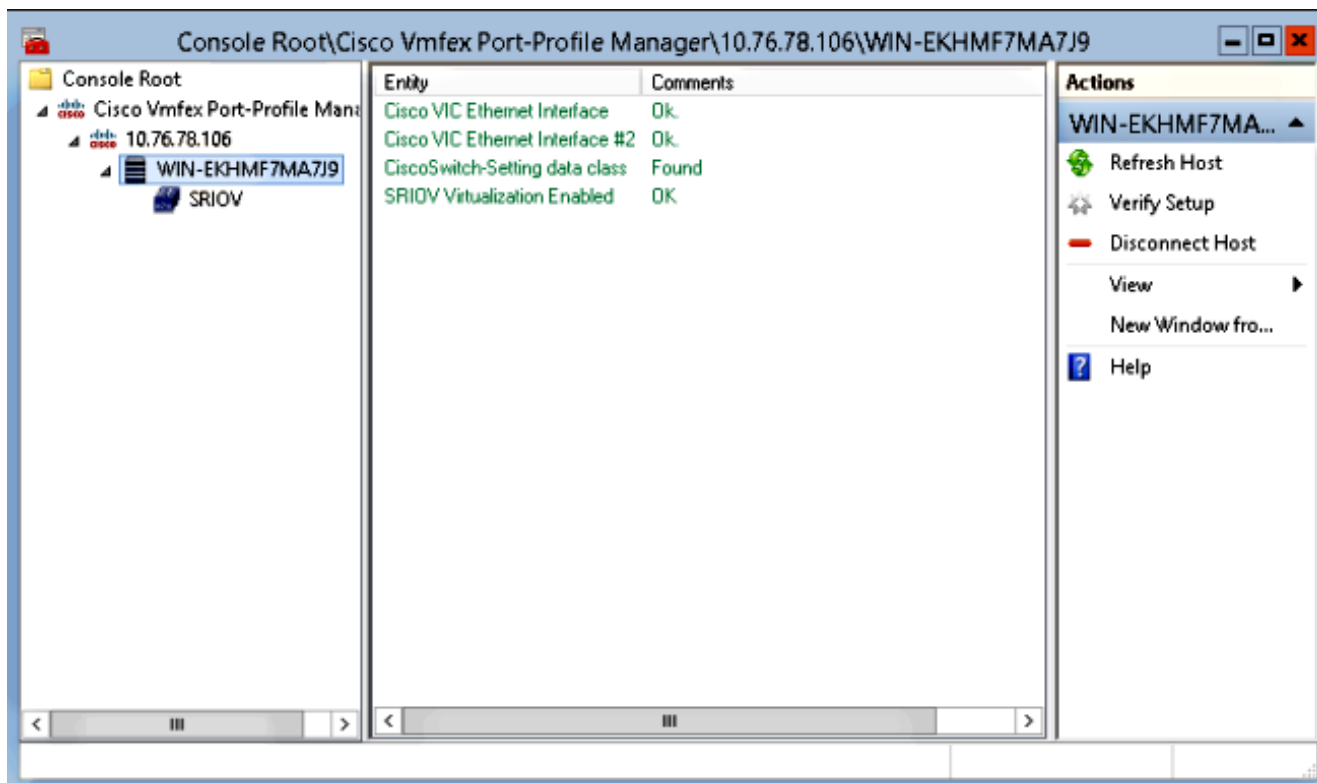 Console Root\Cisco Vmfex Port-Profile Manager\10.76.78.106\WIN-EKHMF7MA7J9
Console Root
Cisco Vmfex Port-Profile Mana
10.76.78.106
WIN-EKHMF7MA7J9
SRIOV
Entity Comments
Cisco VIC Ethernet Interface Ok.
Cisco VIC Ethernet Interface #2 Ok.
CiscoSwitch-Setting data class Found
SRIOV Virtualization Enabled OK
Actions
WIN-EKHMF7MA...
Refresh Host
Verify Setup
Disconnect Host
View
New Window fro...
Help